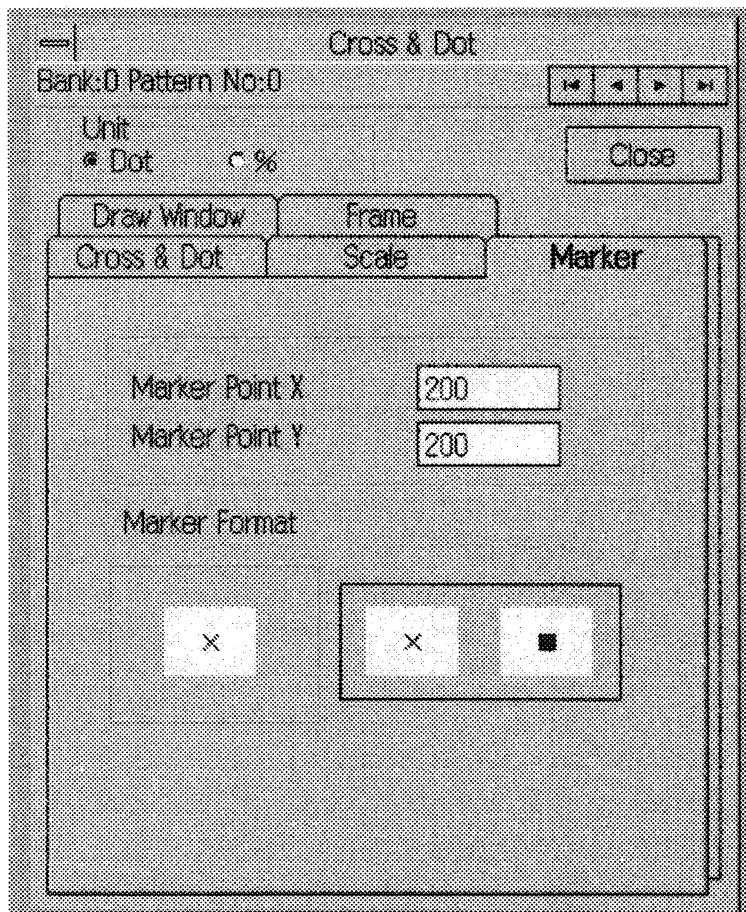 Cross & Dot
Bank:0 Pattern No:0
Unit
Dot %
Close
Draw Window Frame
Cross & Dot Scale Marker
Marker Point X 200
Marker Point Y 200
Marker Format